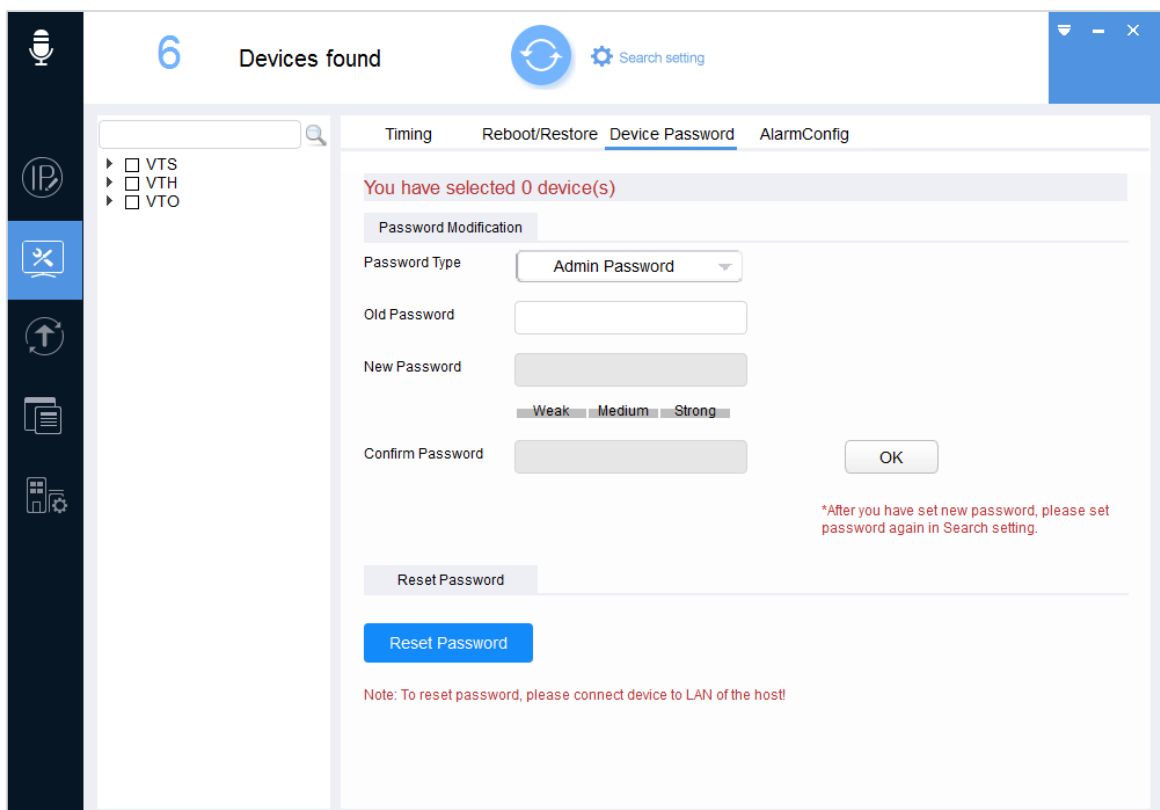 6 Devices found
Search setting
IP
VTS
VTH
VTO
Timing Reboot/Restore Device Password AlarmConfig
You have selected 0 device(s)
Password Modification
Password Type Admin Password
Old Password
New Password
Weak Medium Strong
Confirm Password OK
*After you have set new password, please set
password again in Search setting.
Reset Password
Reset Password
Note: To reset password, please connect device to LAN of the host!